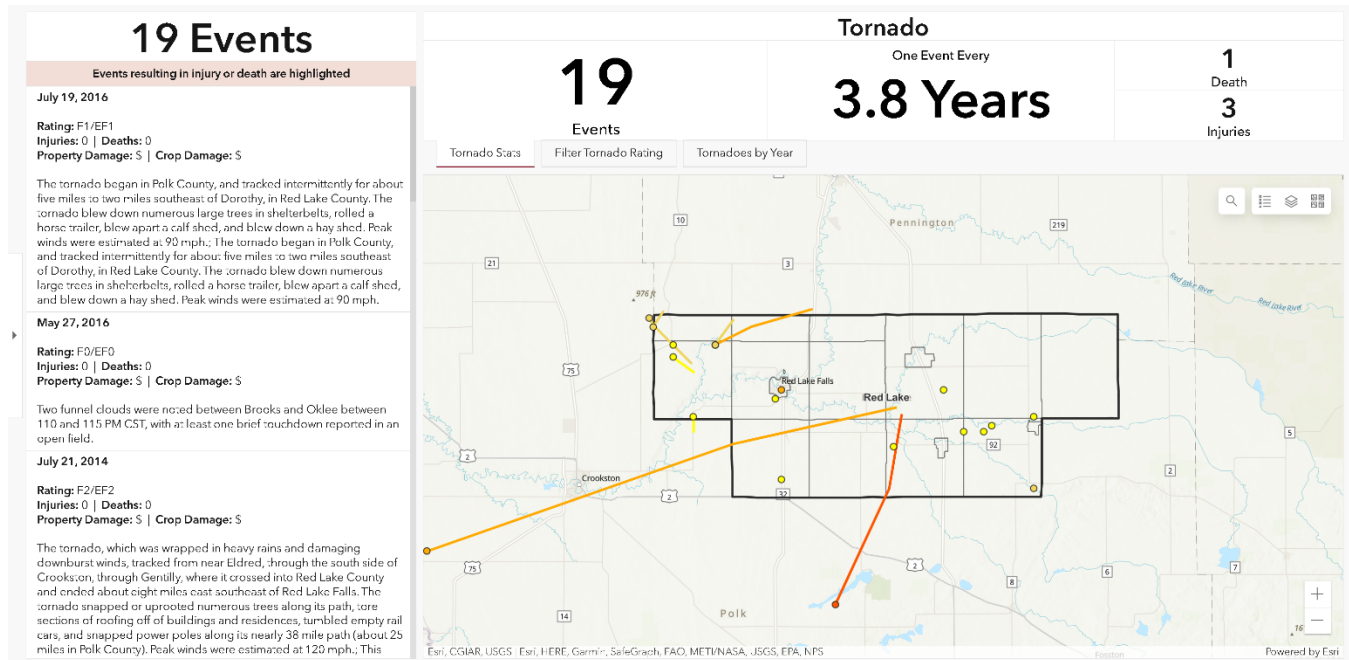 19 Events
Events resulting in injury or death are highlighted
July 19, 2016
Rating: F1/EF1
Injuries: 0 | Deaths: 0
Property Damage: $ | Crop Damage: $
The tornado began in Polk County, and tracked intermittently for about
five miles to two miles southeast of Dorothy, in Red Lake County. The
tornado blew down numerous large trees in shelterbelts, rolled a
horse trailer, blew apart a calf shed, and blew down a hay shed. Peak
winds were estimated at 90 mph.; The tornado began in Polk County,
and tracked intermittently for about five miles to two miles southeast
of Dorothy, in Red Lake County. The tornado blew down numerous
large trees in shelterbelts, rolled a horse trailer, blew apart a calf shed,
and blew down a hay shed. Peak winds were estimated at 90 mph.
May 27, 2016
Rating: F0/EF0
Injuries: 0 | Deaths: 0
Property Damage: $ | Crop Damage: $
Two funnel clouds were noted between Brooks and Oklee between
110 and 115 PM CST, with at least one brief touchdown reported in an
open field.
July 21, 2014
Rating: F2/EF2
Injuries: 0 | Deaths: 0
Property Damage: $ | Crop Damage: $
The tornado, which was wrapped in heavy rains and damaging
downburst winds, tracked from near Eldred, through the south side of
Crookston, through Gentilly, where it crossed into Red Lake County
and ended about eight miles east southeast of Red Lake Falls. The
tornado snapped or uprooted numerous trees along its path, tore
sections of roofing off of buildings and residences, tumbled empty rail
cars, and snapped power poles along its nearly 38 mile path (about 25
miles in Polk County). Peak winds were estimated at 120 mph.; This
Tornado
19
Events
One Event Every
3.8 Years
1
Death
3
Injuries
Tornado Stats
Filter Tornado Rating
Tornadoes by Year
10
Pennington
219
21
3
Red Lake River
Red Lake River
976 ft
75
Red Lake Falls
Red Lake
5
92
2
2
Crookston
2
32
75
2
7
6
8
14
Polk
16
Fosston
Esri, CGIAR, USGS | Esri, HERE, Garmin, SafeGraph, FAO, METI/NASA, USGS, EPA, NPS
Powered by Esri